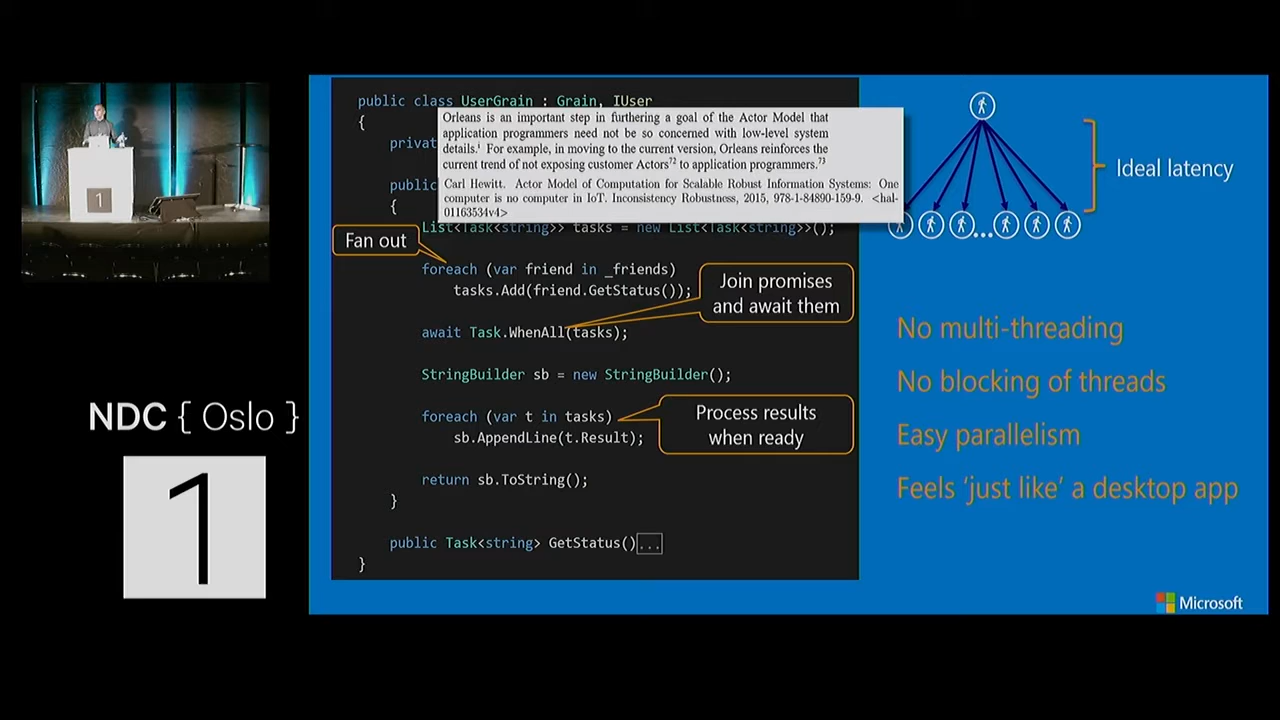 public class UserGrain : Grain, IUser
{
privat
public
{
Orleans is an important step in furthering a goal of the Actor Model that
application programmers need not be so concerned with low-level system
details.i For example, in moving to the current version, Orleans reinforces the
current trend of not exposing customer Actors72 to application programmers.73
Carl Hewitt. Actor Model of Computation for Scalable Robust Information Systems: One
computer is no computer in IoT. Inconsistency Robustness, 2015, 978-1-84890-159-9. <hal-
01163534v4>
List<Task<string>> tasks = new List<Task<string>>();
Fan out
foreach (var friend in _friends)
tasks.Add(friend.GetStatus());
Join promises
and await them
await Task.WhenAll(tasks);
StringBuilder sb = new StringBuilder();
foreach (var t in tasks)
sb.AppendLine(t.Result);
Process results
when ready
return sb.ToString();
}
public Task<string> GetStatus()...
}
...
Ideal latency
No multi-threading
No blocking of threads
Easy parallelism
Feels ‘just like’ a desktop app
Microsoft
1
NDC { Oslo }
1